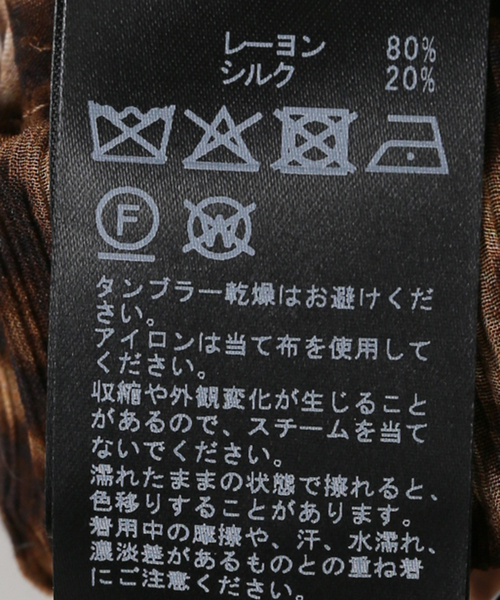 レーヨン 80%
シルク 20%
F
W
タンブラー乾燥はお避けくだ
さい。
アイロンは当て布を使用して
ください。
収縮や外観変化が生じること
があるので、スチームを当て
ないでください。
濡れたままの状態で擦れると、
色移りすることがあります。
着用中の摩擦や、汗、水濡れ、
濃淡差があるものとの重ね着
にご注意ください。